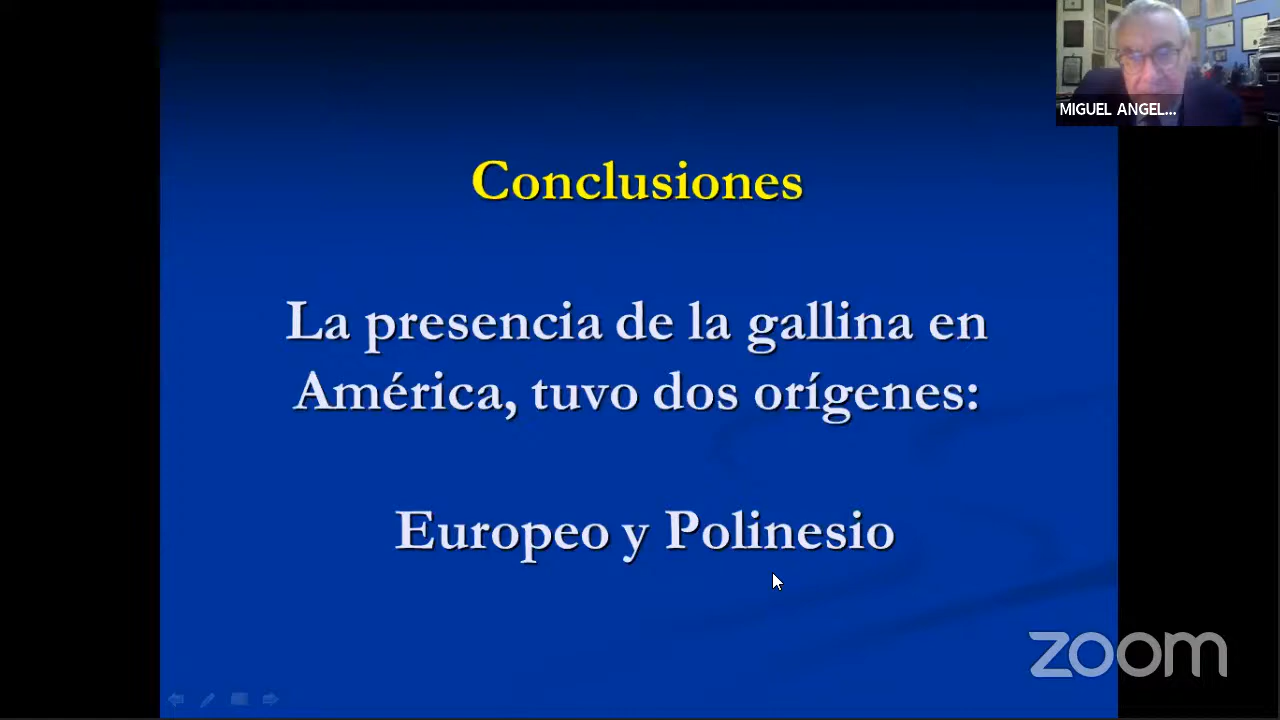 MIGUEL ANGEL...
Conclusiones
La presencia de la gallina en
América, tuvo dos orígenes:
Europeo y Polinesio
zoom